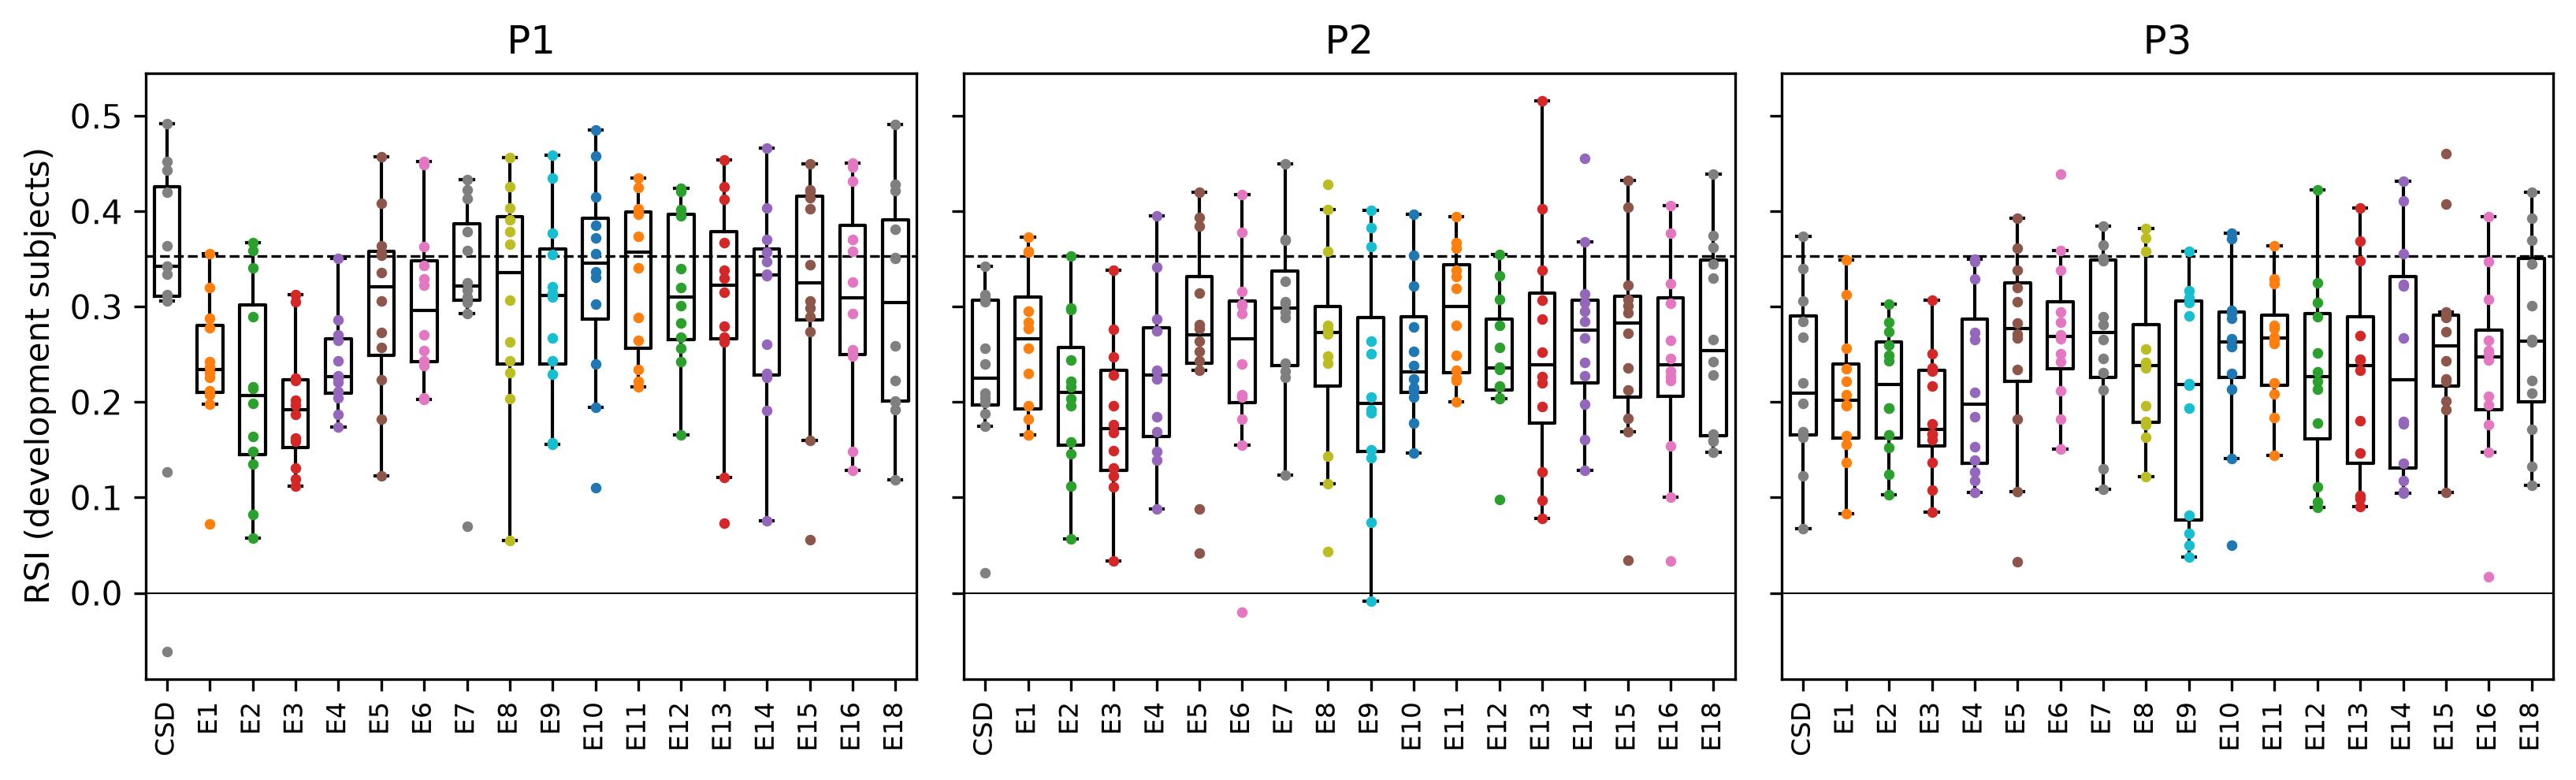 P1 P2 P3
RSI (development subjects)
0.5
0.4
0.3
0.2
0.1
0.0
CSD E1 E2 E3 E4 E5 E6 E7 E8 E9 E10 E11 E12 E13 E14 E15 E16 E18
CSD E1 E2 E3 E4 E5 E6 E7 E8 E9 E10 E11 E12 E13 E14 E15 E16 E18
CSD E1 E2 E3 E4 E5 E6 E7 E8 E9 E10 E11 E12 E13 E14 E15 E16 E18